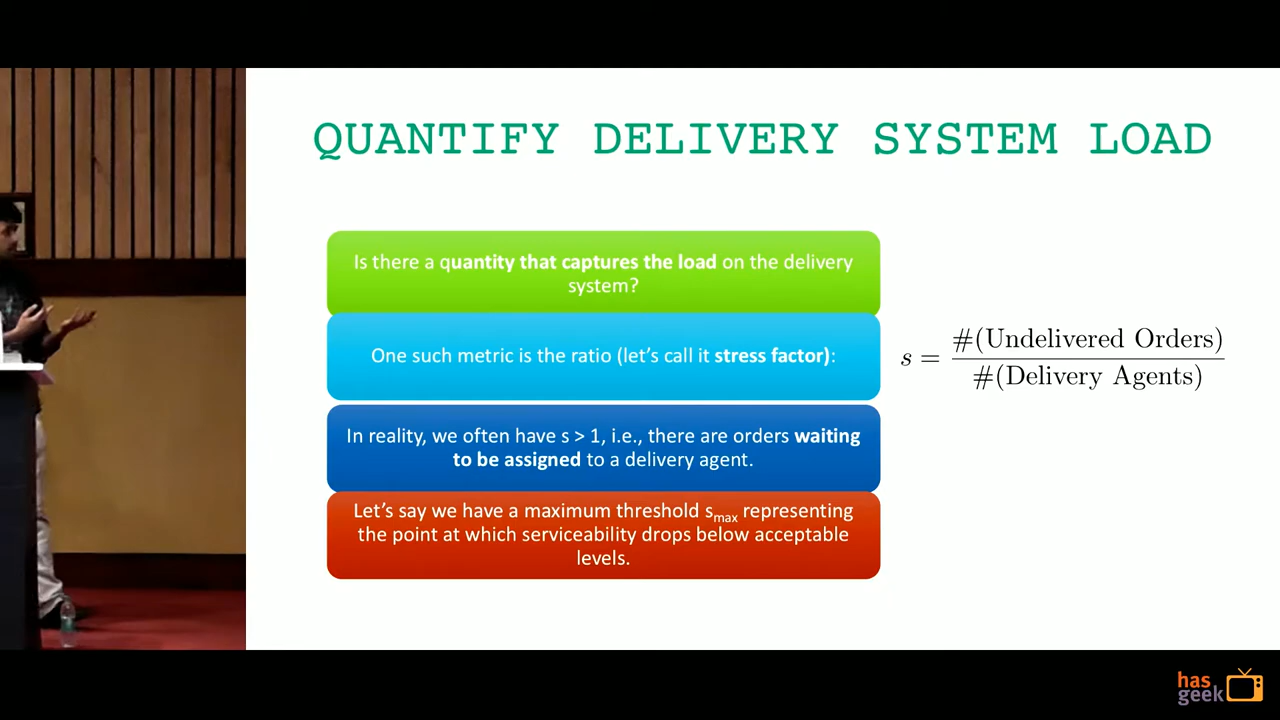 QUANTIFY DELIVERY SYSTEM LOAD
Is there a quantity that captures the load on the delivery
system?
One such metric is the ratio (let's call it stress factor):
s = #(Undelivered Orders) / #(Delivery Agents)
In reality, we often have s > 1, i.e., there are orders waiting
to be assigned to a delivery agent.
Let's say we have a maximum threshold smax representing
the point at which serviceability drops below acceptable
levels.
has
geek